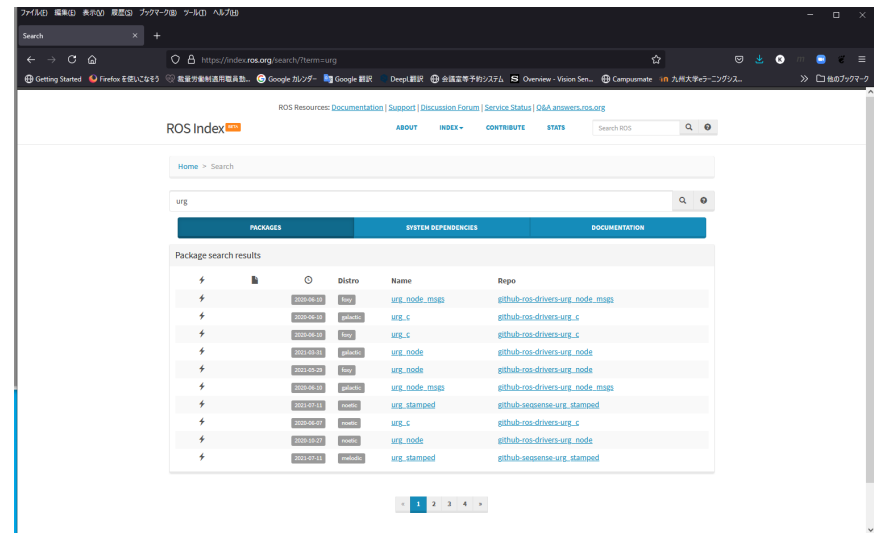 ファイル(F) 編集(E) 表示(V) 履歴(S) ブックマーク(B) ツール(T) ヘルプ(H)
Search × +
https://index.ros.org/search/?term=urg
Getting Started Firefox を使いこなそう 裁量労働制適用職員勤... Google カレンダー Google 翻訳 DeepL翻訳 会議室等予約システム Overview - Vision Sen... Campusmate 九州大学eラーニングシス... 他のブックマーク
ROS Resources: Documentation | Support | Discussion Forum | Service Status | Q&A answers.ros.org
ROS Index BETA ABOUT INDEX CONTRIBUTE STATS Search ROS
Home > Search
urg
PACKAGES SYSTEM DEPENDENCIES DOCUMENTATION
Package search results
Distro Name Repo
2020-06-10 foxy urg_node_msgs github-ros-drivers-urg_node_msgs
2020-06-10 galactic urg_c github-ros-drivers-urg_c
2020-06-10 foxy urg_c github-ros-drivers-urg_c
2021-03-31 galactic urg_node github-ros-drivers-urg_node
foxy urg_node github-ros-drivers-urg_node
2020-06-10 galactic urg_node_msgs github-ros-drivers-urg_node_msgs
2021-07-11 noetic urg_stamped github-seqsense-urg_stamped
2020-06-07 noetic urg_c github-ros-drivers-urg_c
2020-10-27 noetic urg_node github-ros-drivers-urg_node
2021-07-11 melodic urg_stamped github-seqsense-urg_stamped
« 1 2 3 4 »